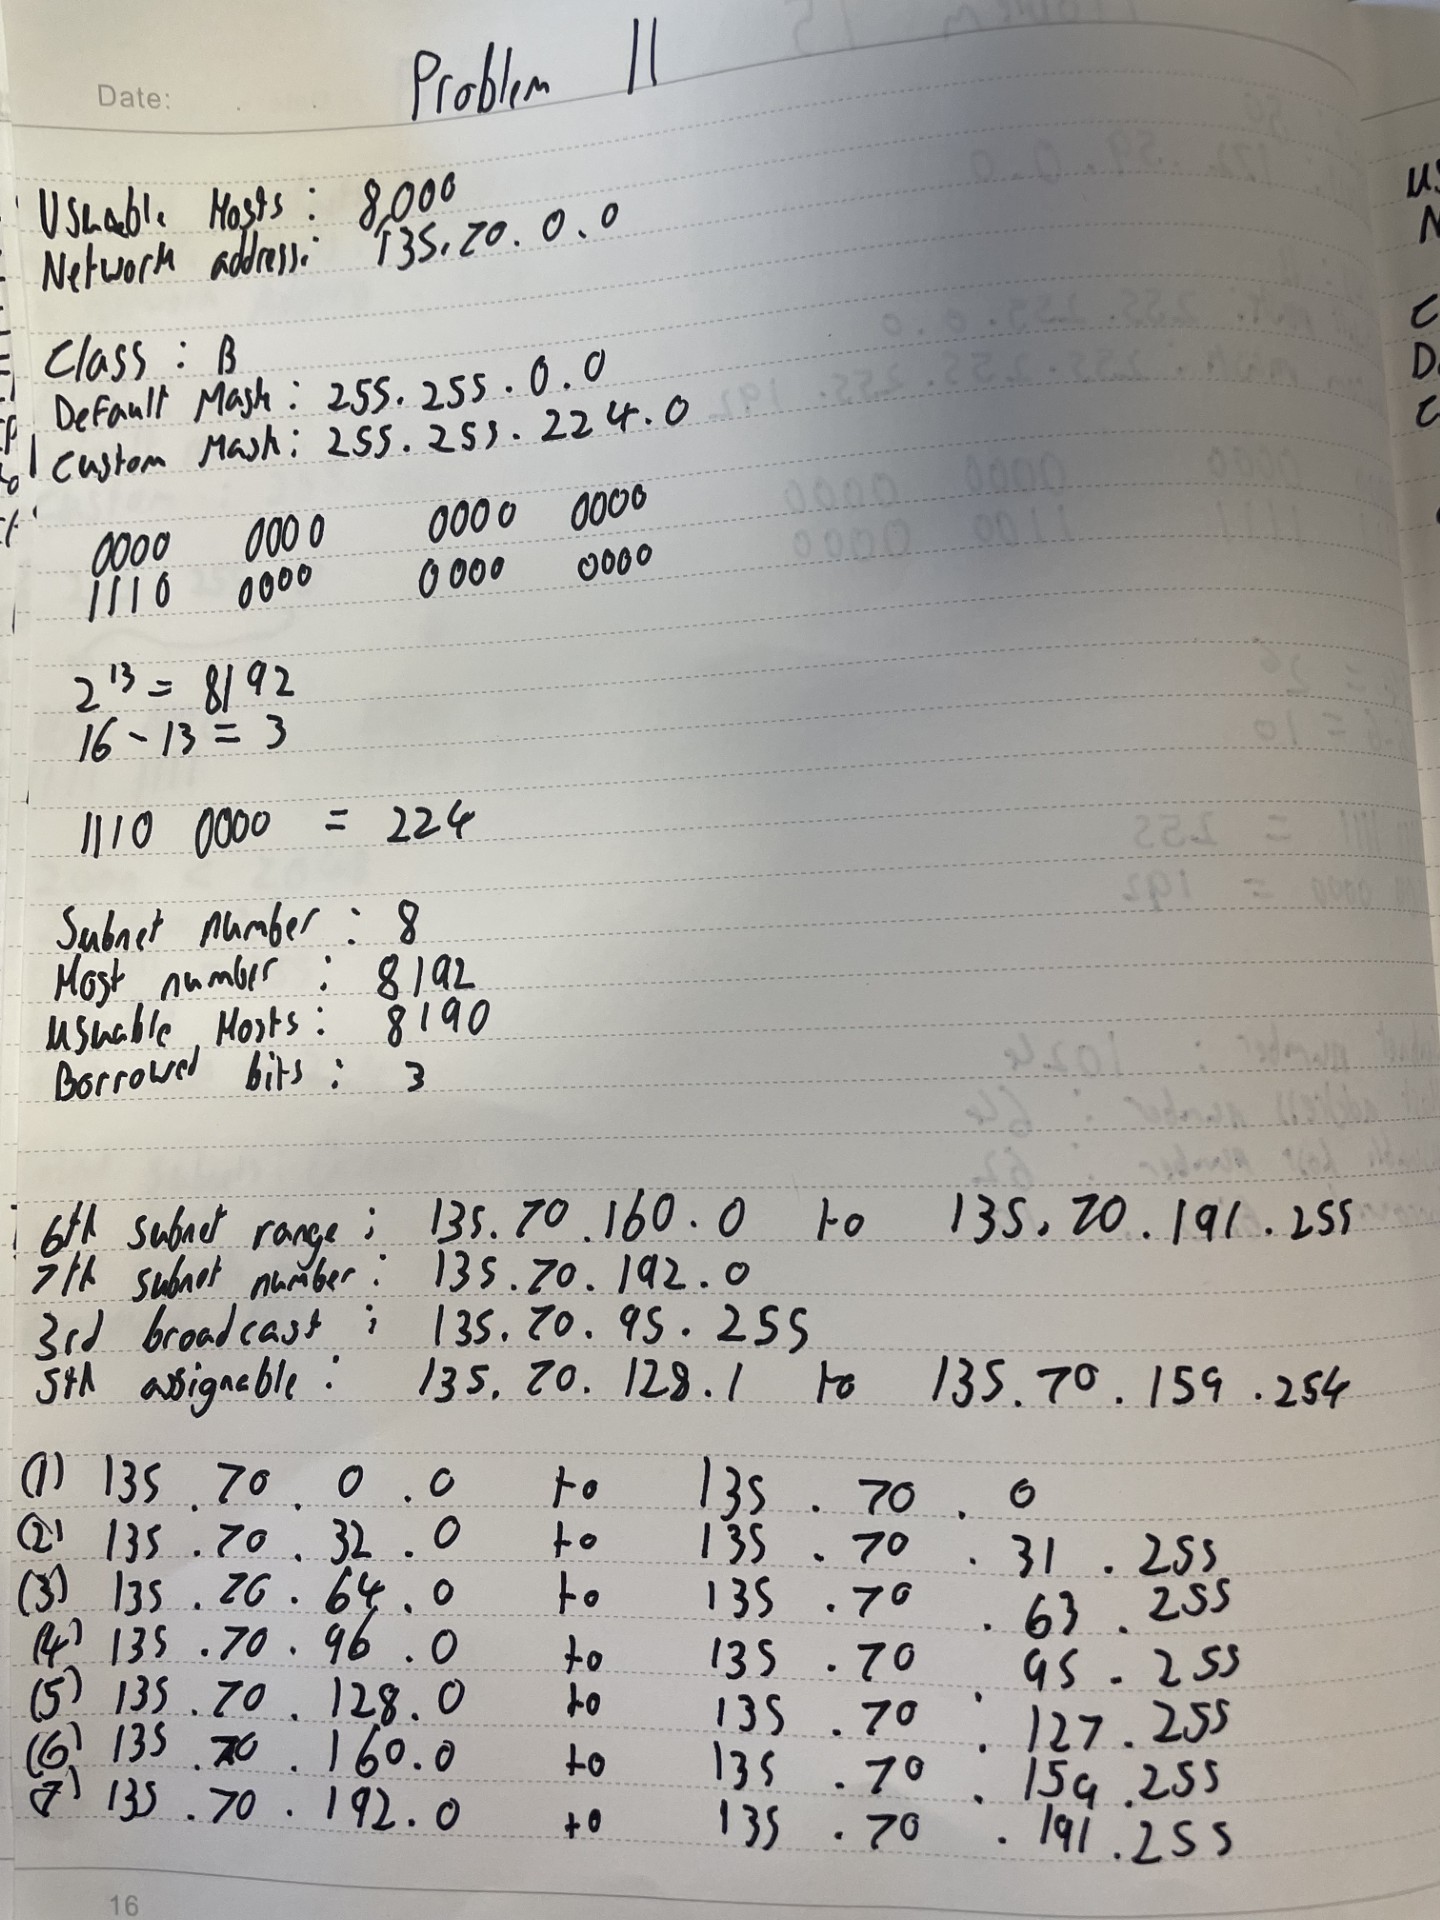 Problem 11
Date:
Usuable Hosts : 8,000
Network address: 135.70.0.0
Class : B
Default Mask : 255.255.0.0
Custom Mask : 255.255.224.0
0000 0000 0000 0000
1110 0000 0000 0000
2^13 = 8192
16 - 13 = 3
1110 0000 = 224
Subnet number : 8
Host number : 8192
Usuable Hosts : 8190
Borrowed bits : 3
6th subnet range : 135.70.160.0 to 135.70.191.255
7th subnet number : 135.70.192.0
3rd broadcast : 135.70.95.255
5th assignable : 135.70.128.1 to 135.70.159.254
(1) 135.70.0.0 to 135.70.0
(2) 135.70.32.0 to 135.70.31.255
(3) 135.70.64.0 to 135.70.63.255
(4) 135.70.96.0 to 135.70.95.255
(5) 135.70.128.0 to 135.70.127.255
(6) 135.70.160.0 to 135.70.159.255
(7) 135.70.192.0 to 135.70.191.255
16